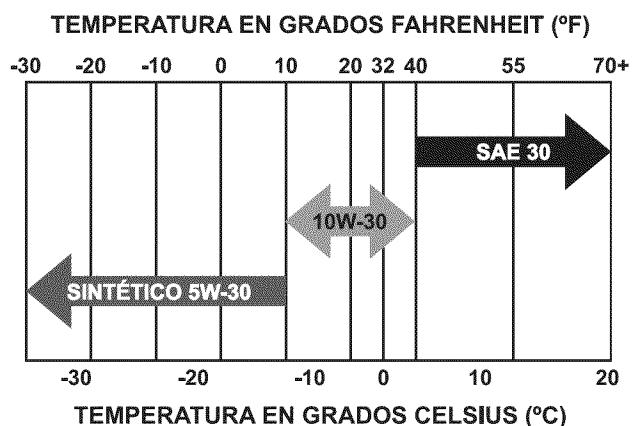 TEMPERATURA EN GRADOS FAHRENHEIT (ºF)
-30 -20 -10 0 10 20 32 40 55 70+
SAE 30
10W-30
SINTÉTICO 5W-30
-30 -20 -10 0 10 20
TEMPERATURA EN GRADOS CELSIUS (ºC)